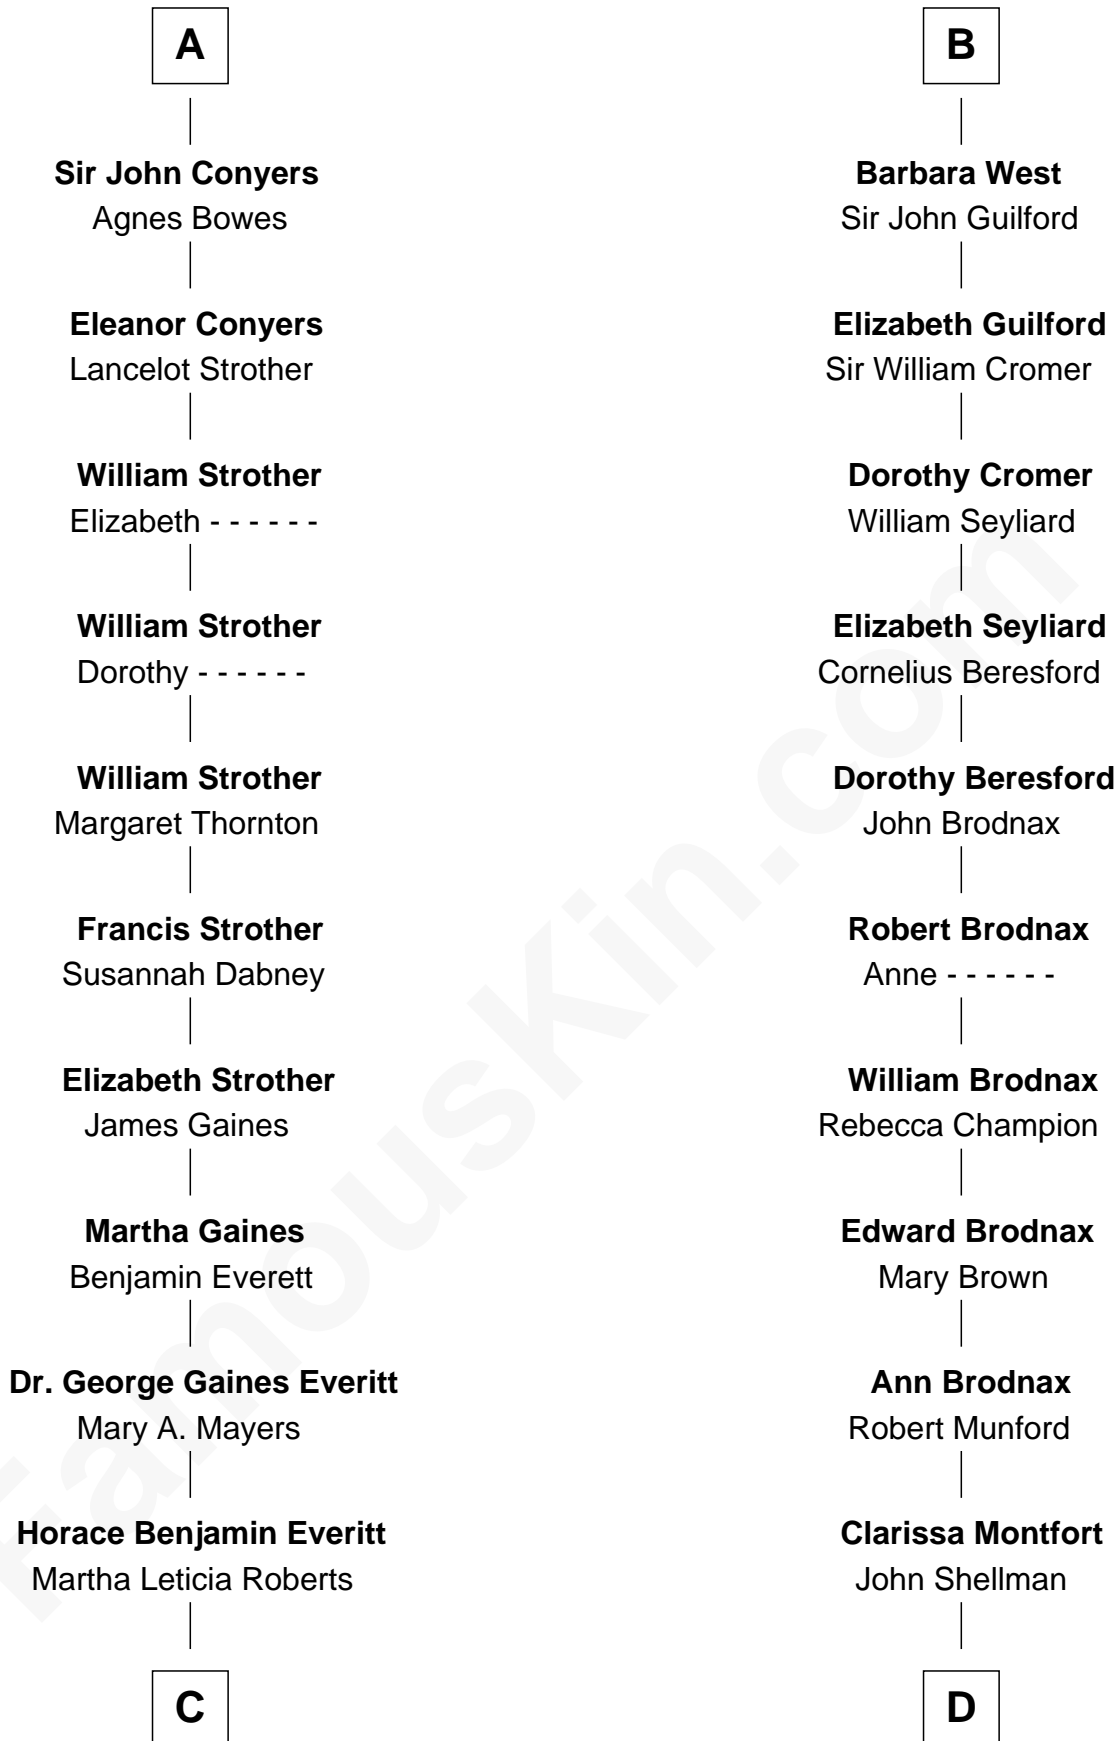 A
Sir John Conyers
Agnes Bowes
Eleanor Conyers
Lancelot Strother
William Strother
Elizabeth - - - - - -
William Strother
Dorothy - - - - - -
William Strother
Margaret Thornton
Francis Strother
Susannah Dabney
Elizabeth Strother
James Gaines
Martha Gaines
Benjamin Everett
Dr. George Gaines Everitt
Mary A. Mayers
Horace Benjamin Everitt
Martha Leticia Roberts
C
B
Barbara West
Sir John Guilford
Elizabeth Guilford
Sir William Cromer
Dorothy Cromer
William Seyliard
Elizabeth Seyliard
Cornelius Beresford
Dorothy Beresford
John Brodnax
Robert Brodnax
Anne - - - - - -
William Brodnax
Rebecca Champion
Edward Brodnax
Mary Brown
Ann Brodnax
Robert Munford
Clarissa Montfort
John Shellman
D
FamousKin.com